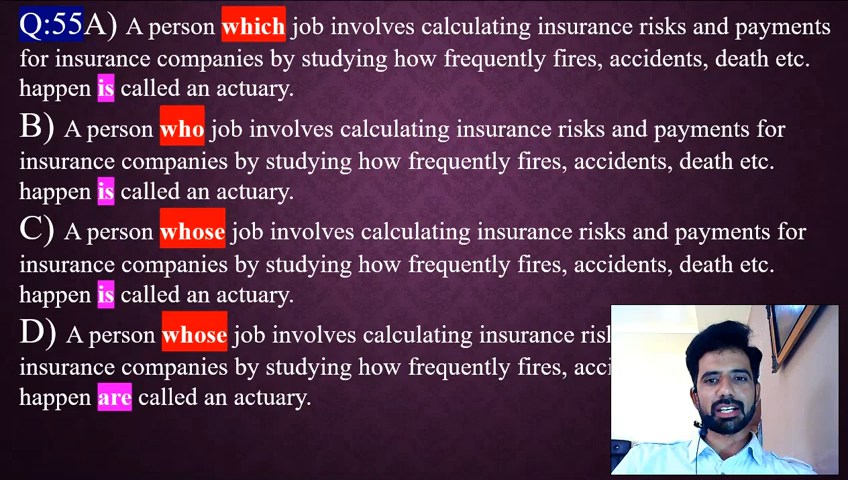 Q:55A) A person which job involves calculating insurance risks and payments
for insurance companies by studying how frequently fires, accidents, death etc.
happen is called an actuary.
B) A person who job involves calculating insurance risks and payments for
insurance companies by studying how frequently fires, accidents, death etc.
happen is called an actuary.
C) A person whose job involves calculating insurance risks and payments for
insurance companies by studying how frequently fires, accidents, death etc.
happen is called an actuary.
D) A person whose job involves calculating insurance
insurance companies by studying how frequently fires,
happen are called an actuary.